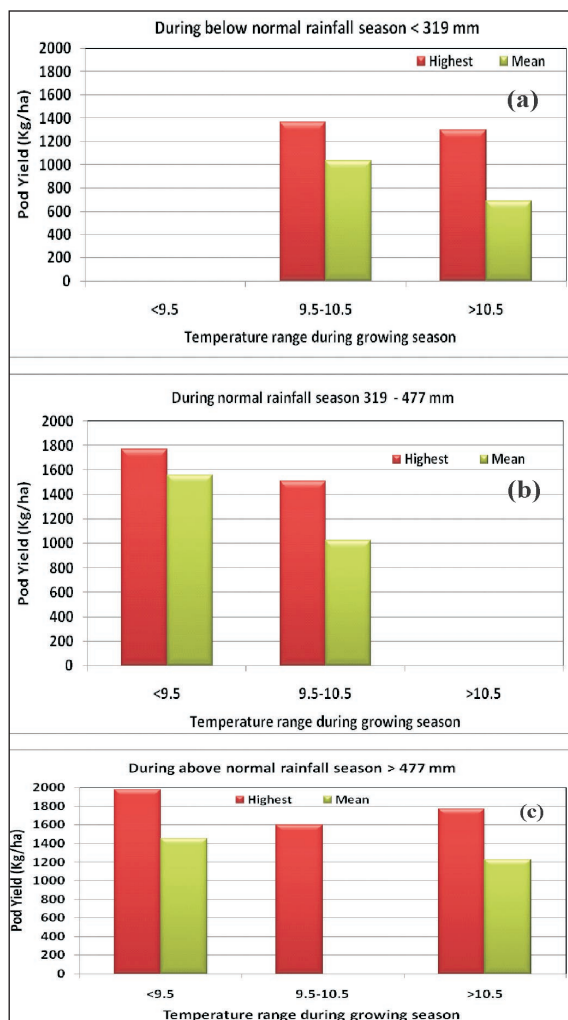 During below normal rainfall season < 319 mm
Highest Mean
(a)
Pod Yield (Kg/ha)
2000
1800
1600
1400
1200
1000
800
600
400
200
0
<9.5 9.5-10.5 >10.5
Temperature range during growing season
During normal rainfall season 319 - 477 mm
Highest Mean
(b)
Pod Yield (Kg/ha)
2000
1800
1600
1400
1200
1000
800
600
400
200
0
<9.5 9.5-10.5 >10.5
Temperature range during growing season
During above normal rainfall season > 477 mm
Highest Mean
(c)
Pod Yield (Kg/ha)
2000
1800
1600
1400
1200
1000
800
600
400
200
0
<9.5 9.5-10.5 >10.5
Temperature range during growing season